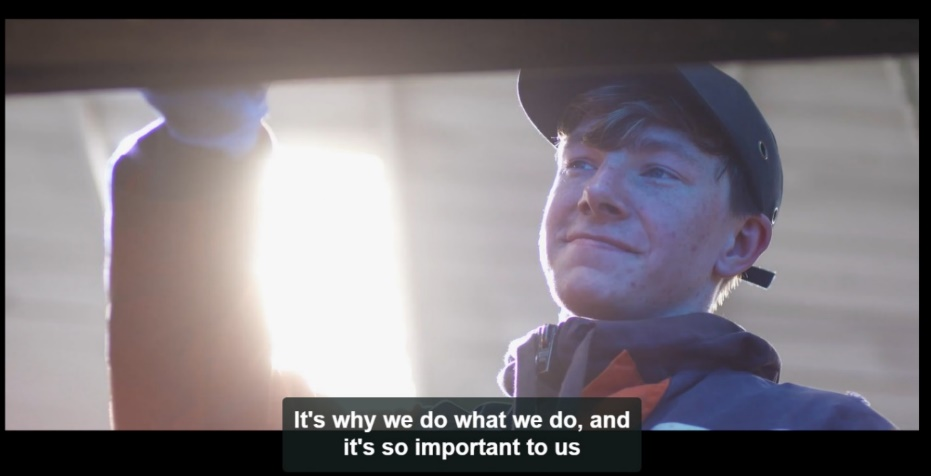 It's why we do what we do, and
it's so important to us